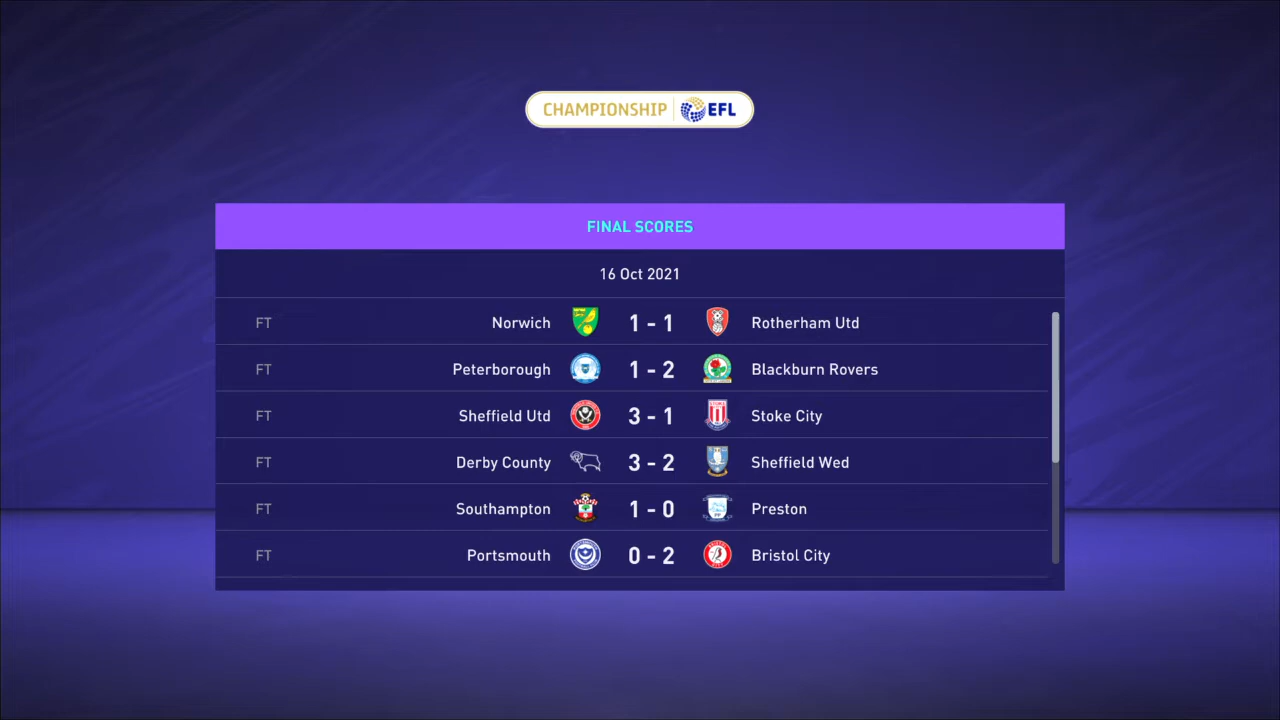 CHAMPIONSHIP EFL
FINAL SCORES
16 Oct 2021
FT Norwich 1 - 1 Rotherham Utd
FT Peterborough 1 - 2 Blackburn Rovers
FT Sheffield Utd 3 - 1 Stoke City
FT Derby County 3 - 2 Sheffield Wed
FT Southampton 1 - 0 Preston
FT Portsmouth 0 - 2 Bristol City